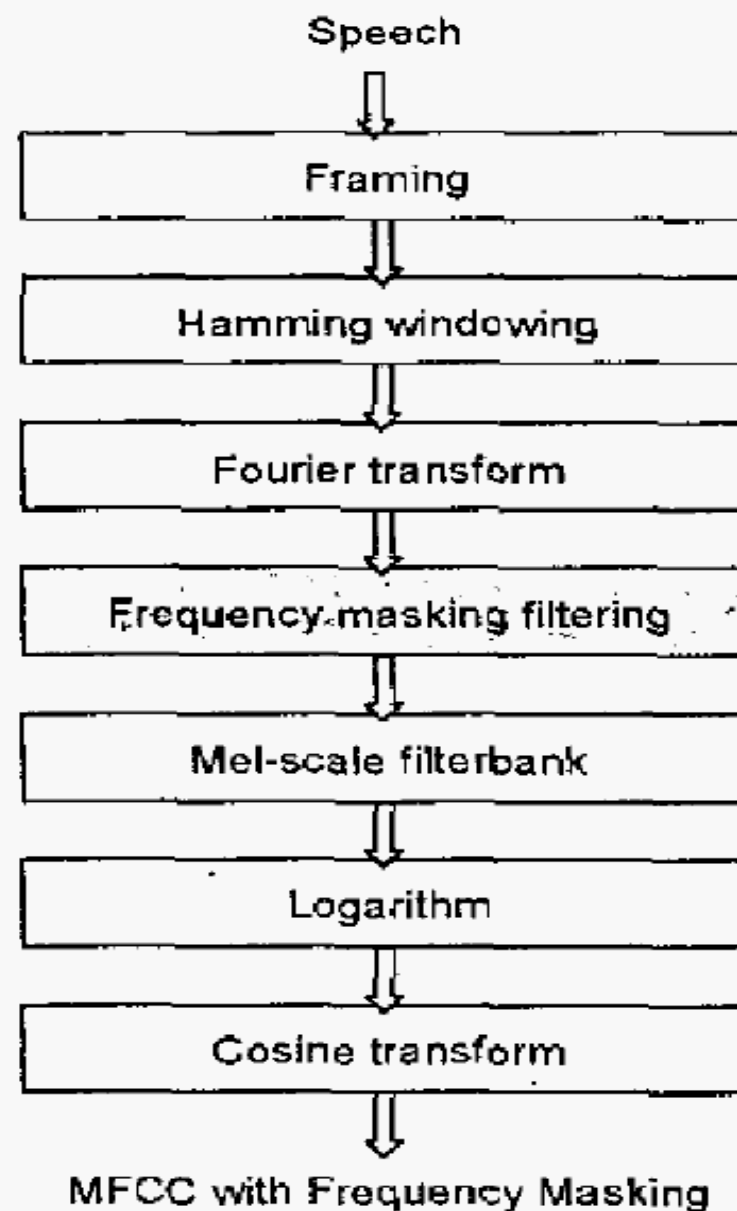 Speech
Framing
Hamming windowing
Fourier transform
Frequency masking filtering
Mel-scale filterbank
Logarithm
Cosine transform
MFCC with Frequency Masking